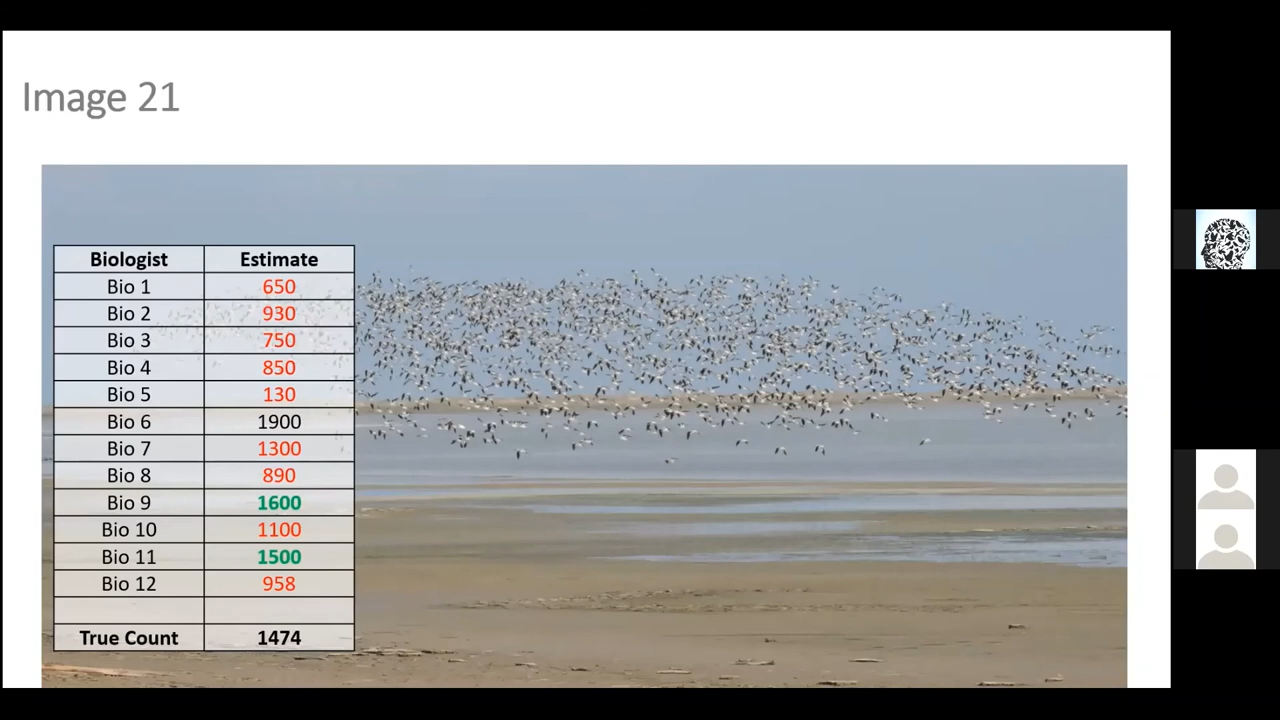 Image 21
Biologist Estimate
Bio 1 650
Bio 2 930
Bio 3 750
Bio 4 850
Bio 5 130
Bio 6 1900
Bio 7 1300
Bio 8 890
Bio 9 1600
Bio 10 1100
Bio 11 1500
Bio 12 958
True Count 1474